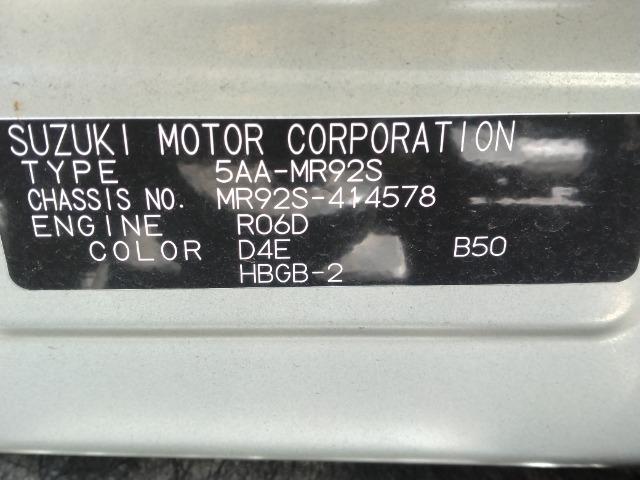 SUZUKI MOTOR CORPORATION
TYPE 5AA-MR92S
CHASSIS NO. MR92S-414578
ENGINE R06D
COLOR D4E B50
HBGB-2